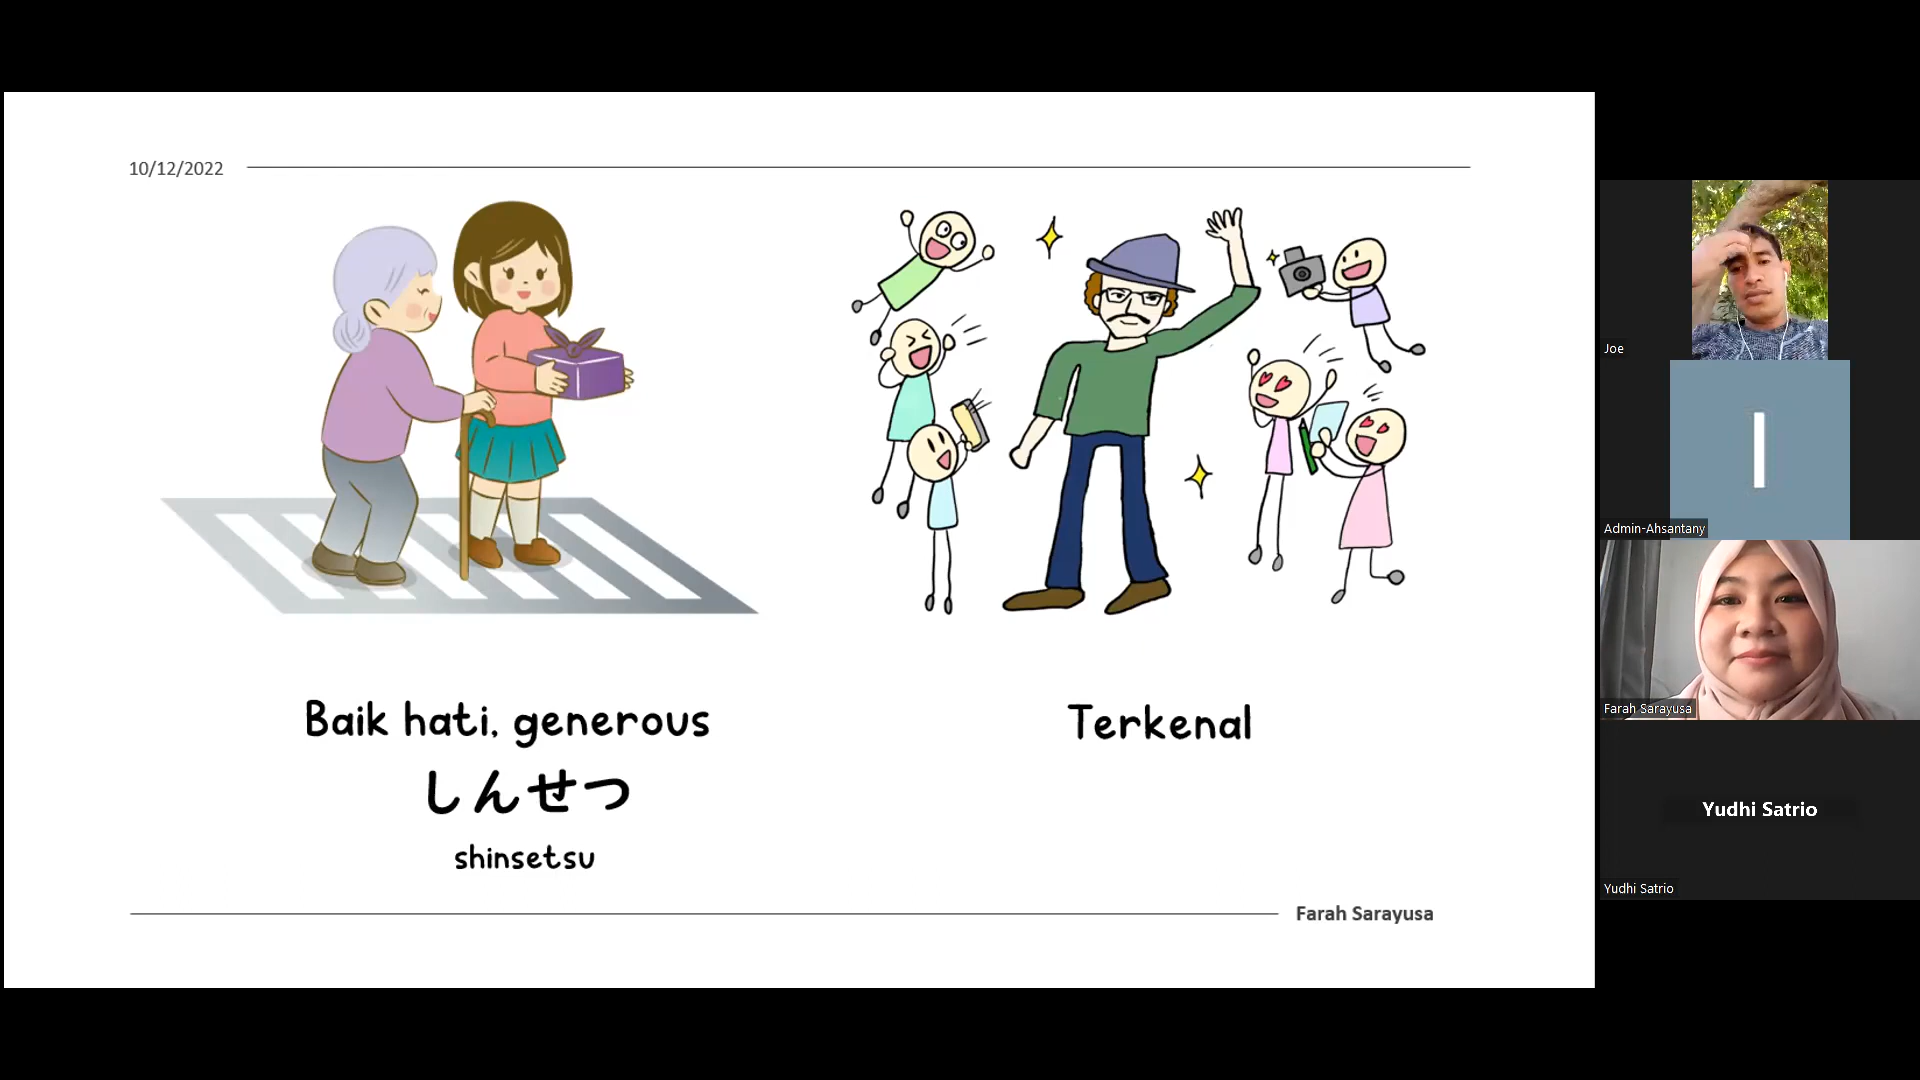 10/12/2022
Baik hati, generous
しんせつ
shinsetsu
Terkenal
Farah Sarayusa
Joe
I
Admin-Ahsantany
Farah Sarayusa
Yudhi Satrio
Yudhi Satrio